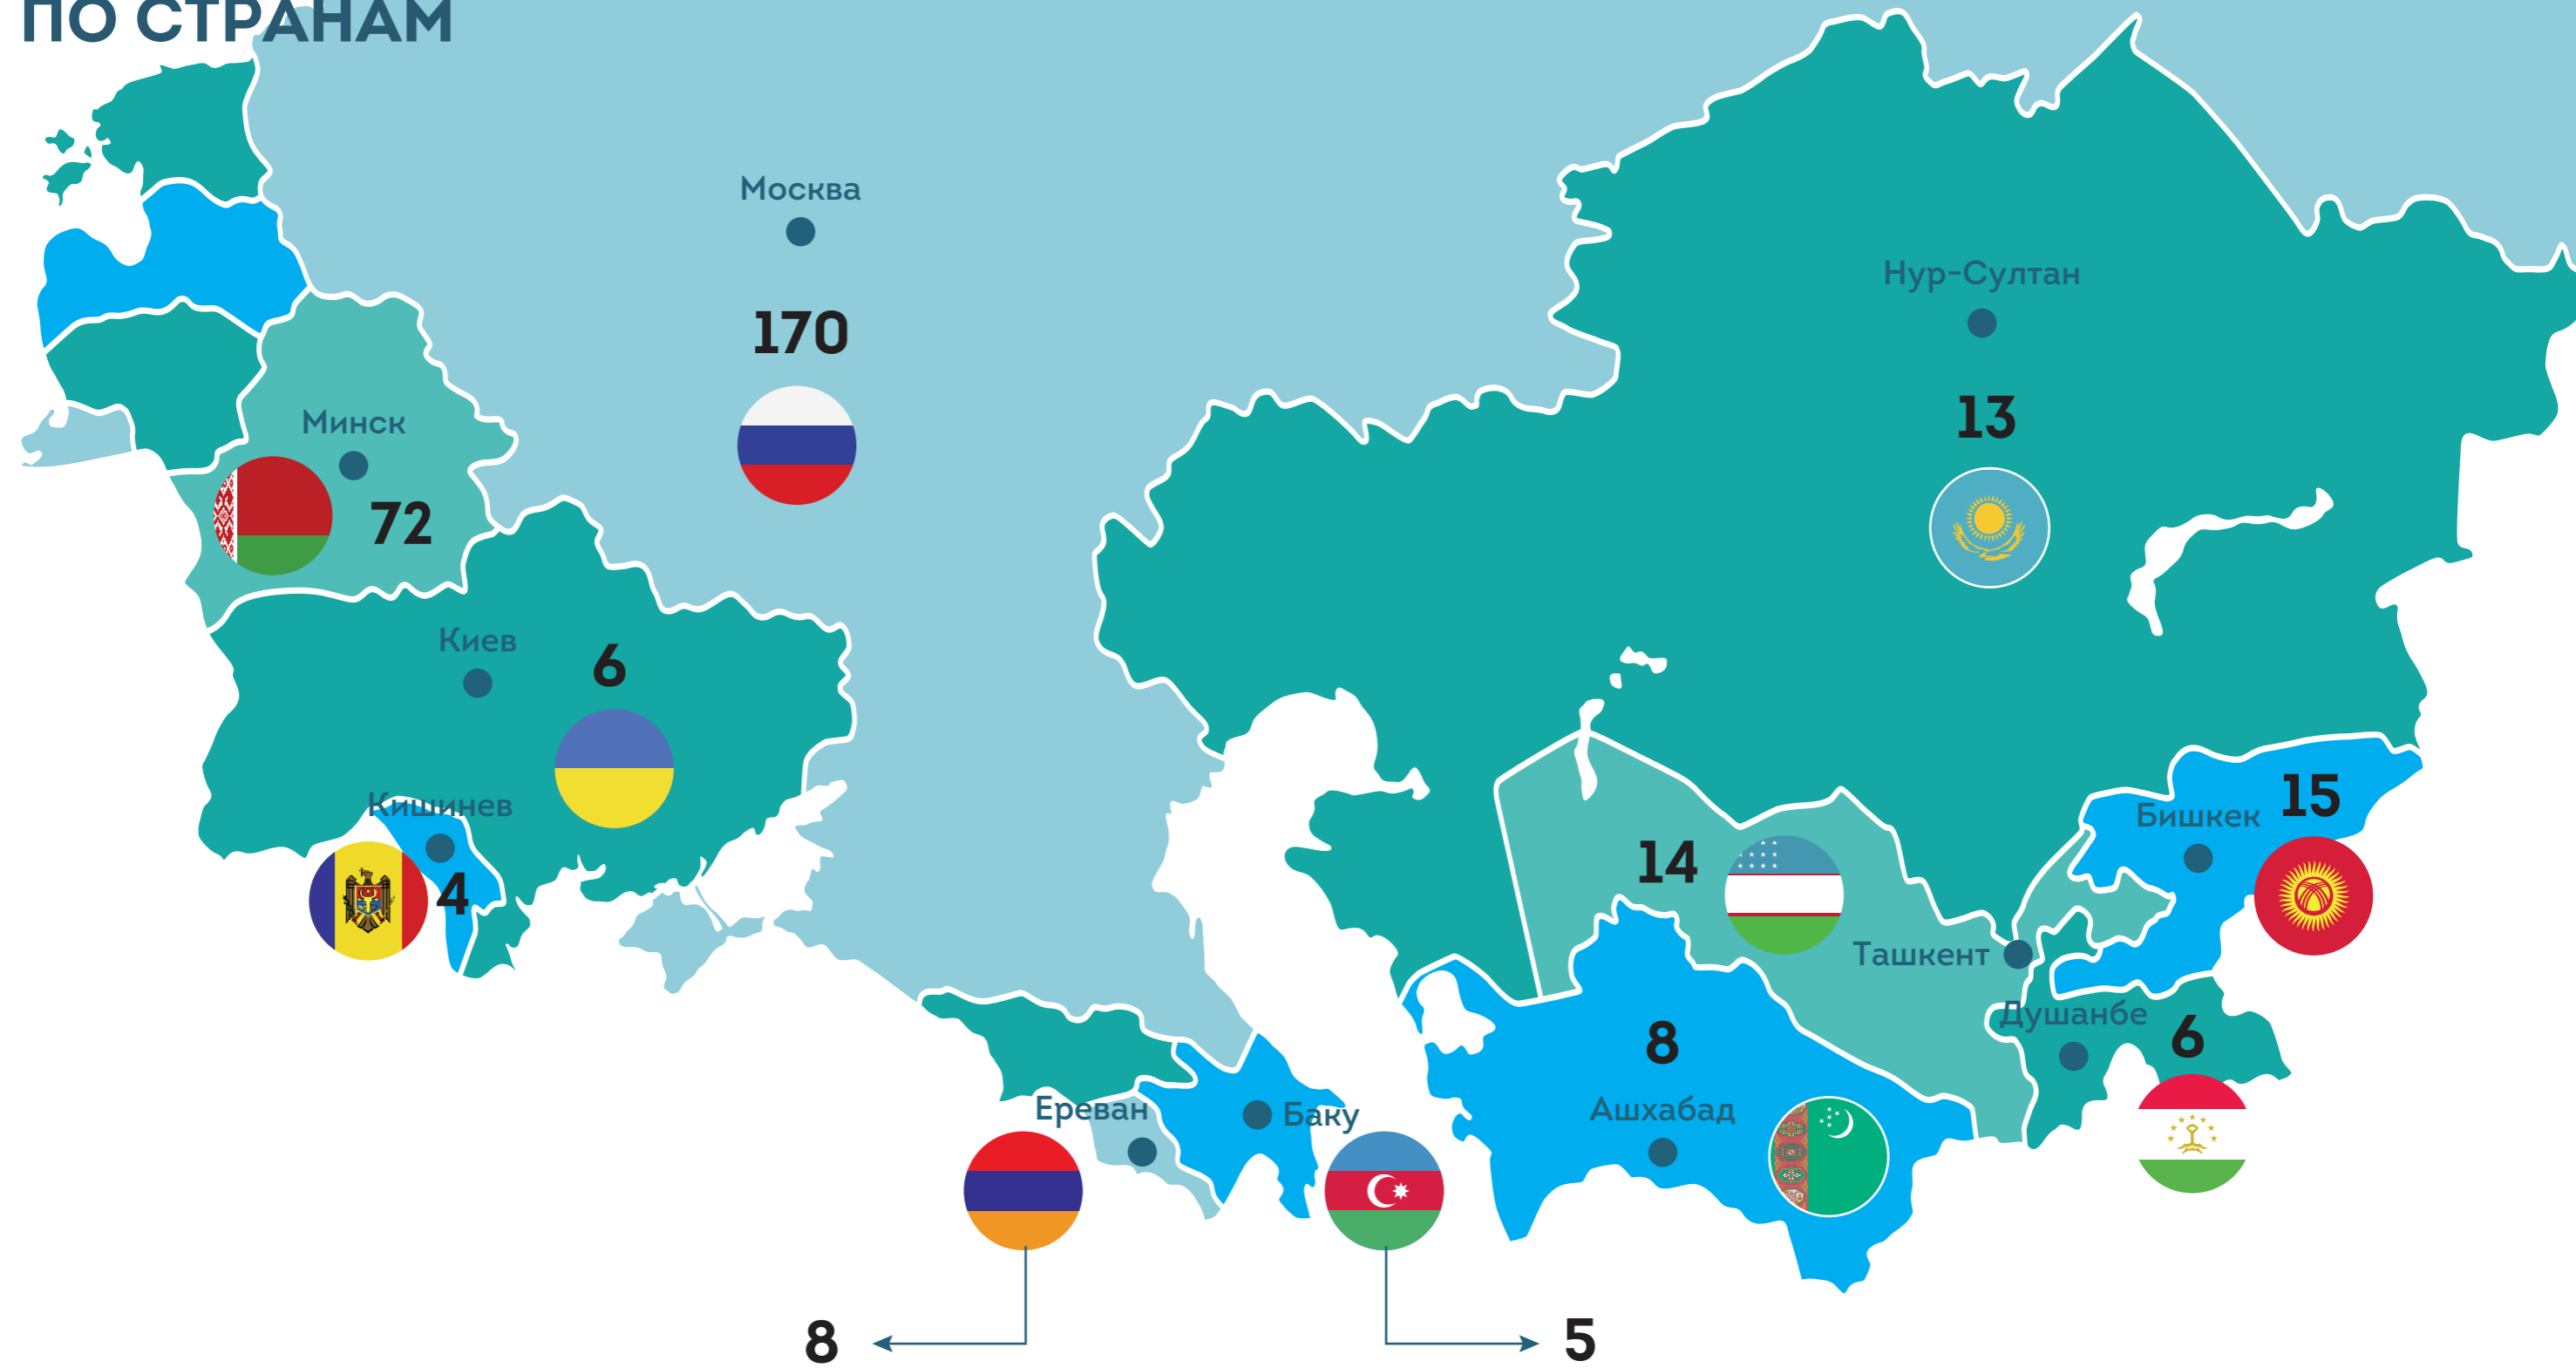 ПО СТРАНАМ
Москва
170
Нур-Султан
13
Минск
72
Киев
6
Кишинев
4
14
Ташкент
Бишкек
15
Душанбе
6
8
Ашхабад
Ереван
Баку
8
5